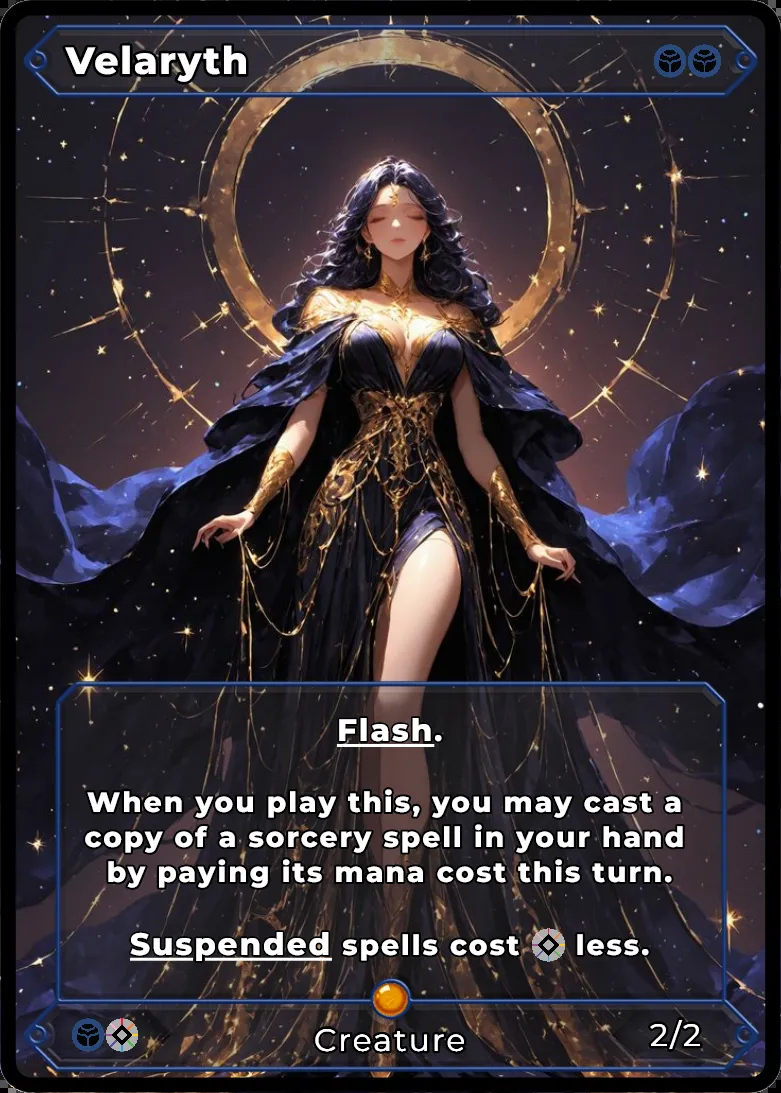 Velaryth
Flash.
When you play this, you may cast a
copy of a sorcery spell in your hand
by paying its mana cost this turn.
Suspended spells cost less.
Creature
2/2